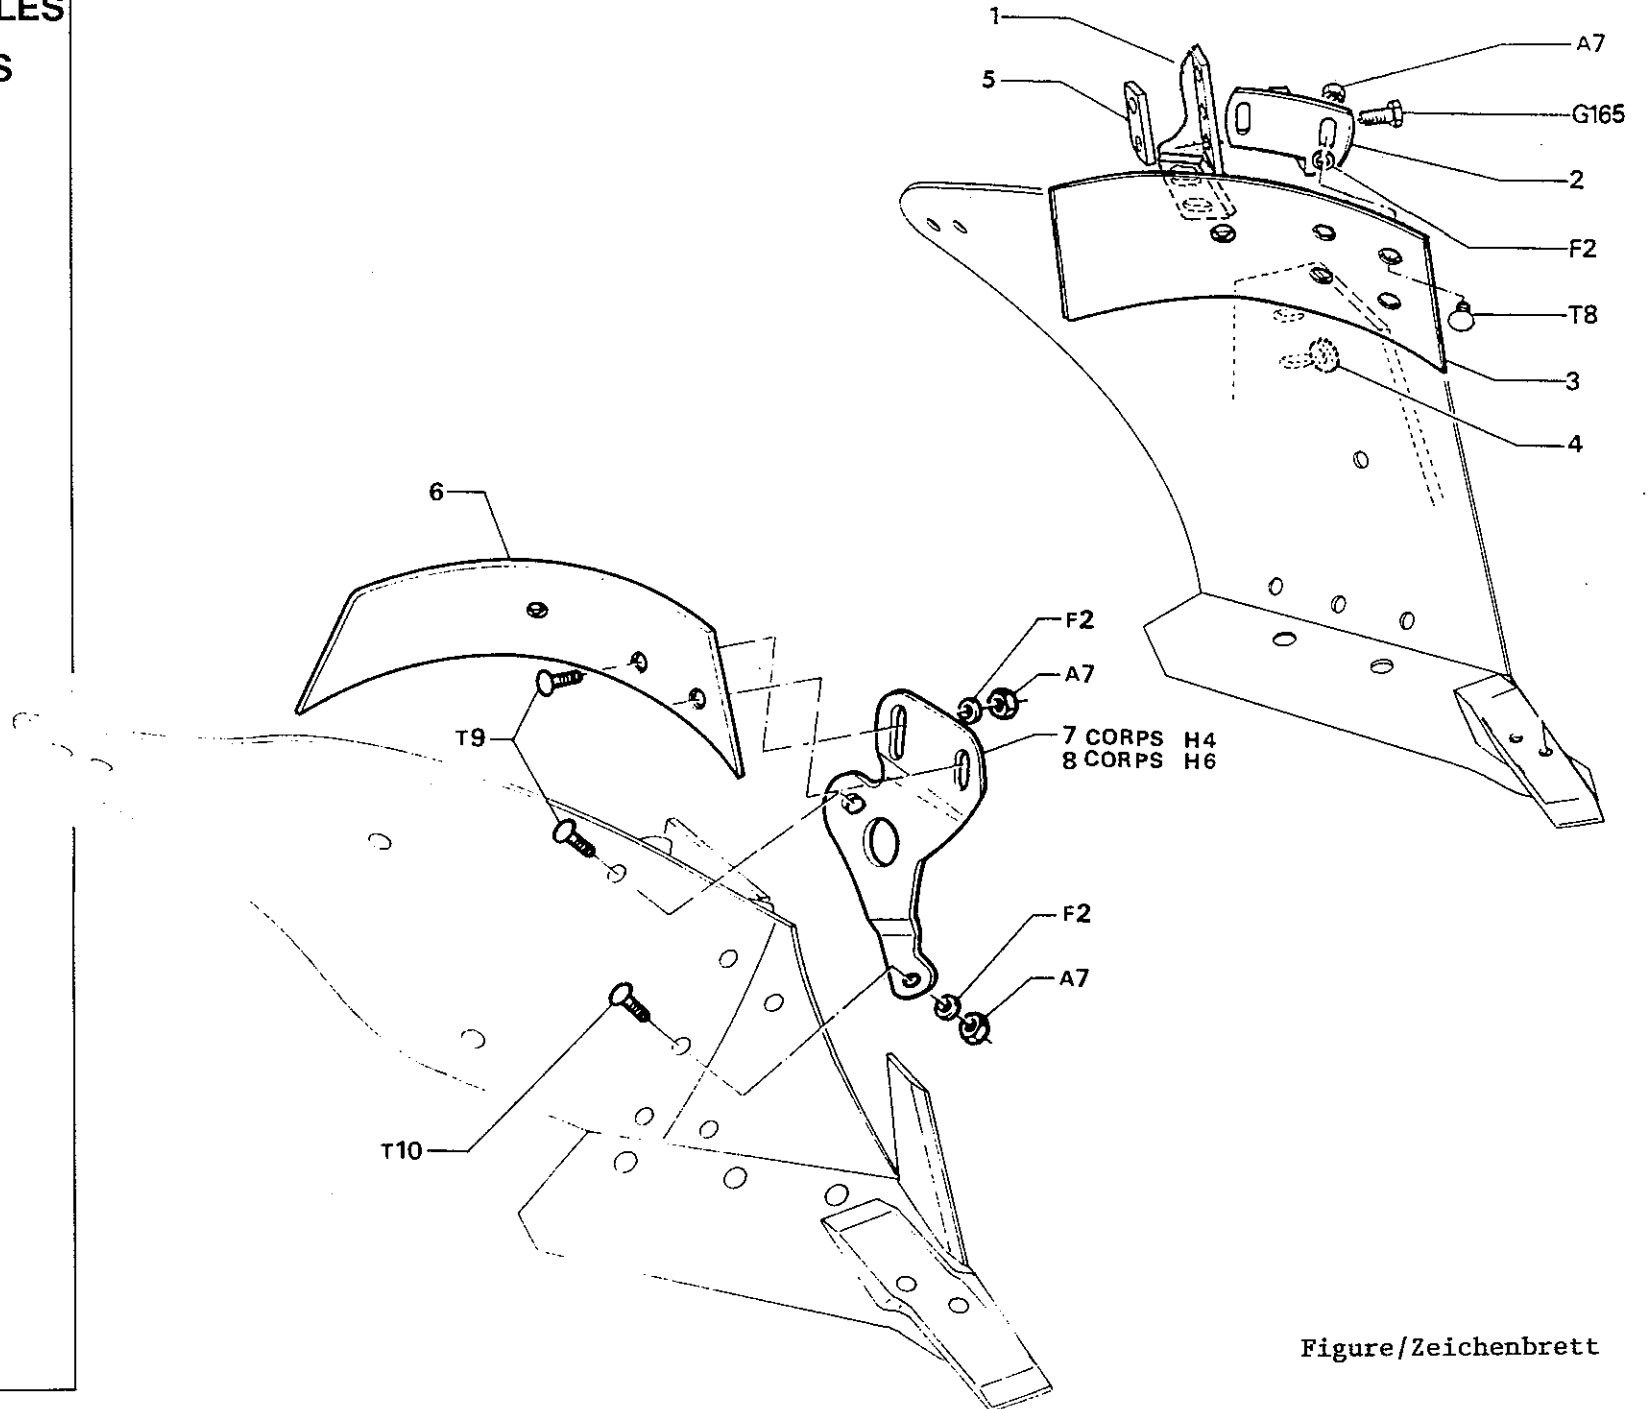 LES
S
1
A7
5
G165
2
F2
T8
3
4
6
F2
A7
T9
7 CORPS H4
8 CORPS H6
F2
A7
T10
Figure/Zeichenbrett